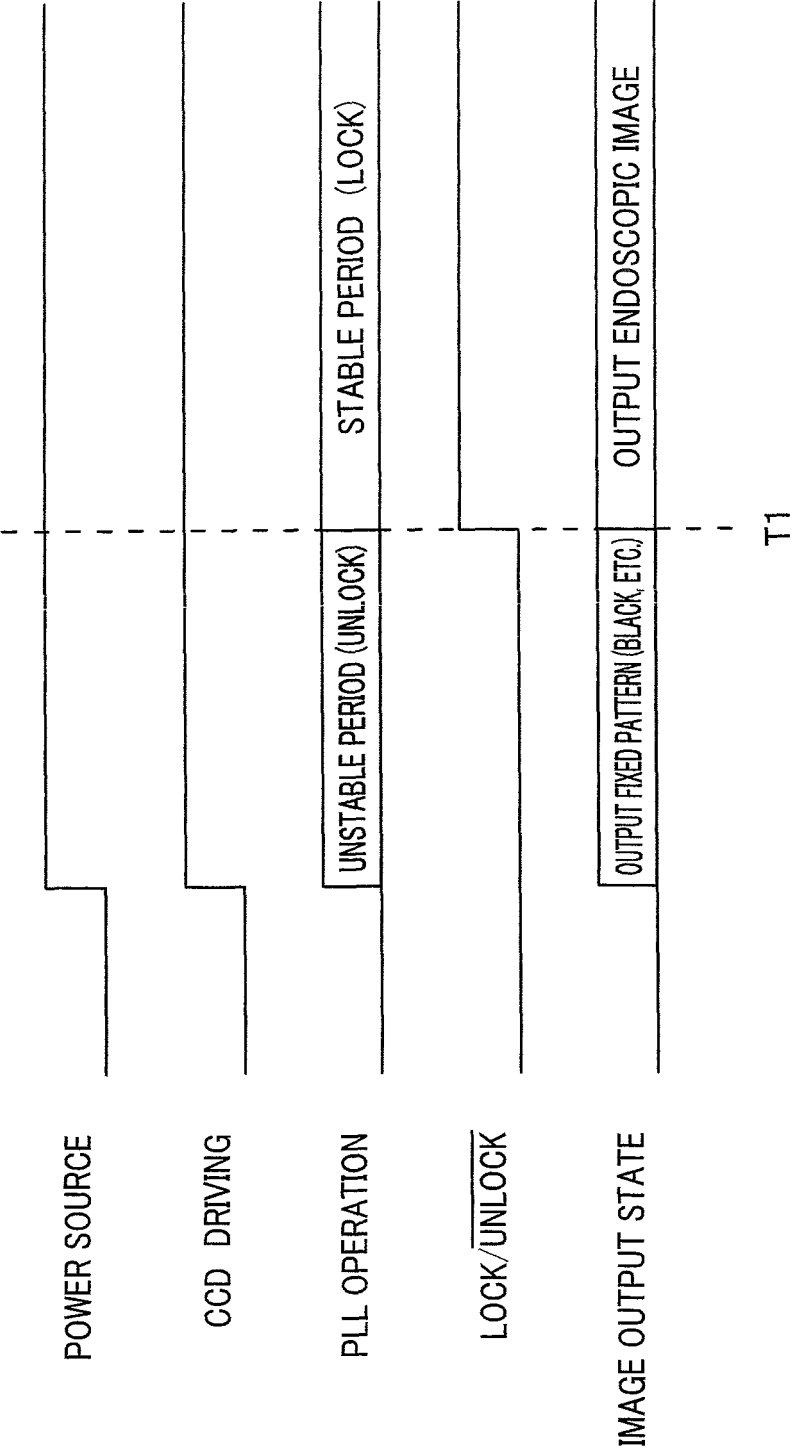 POWER SOURCE
CCD DRIVING
PLL OPERATION
UNSTABLE PERIOD (UNLOCK)
STABLE PERIOD (LOCK)
LOCK/UNLOCK
IMAGE OUTPUT STATE
OUTPUT FIXED PATTERN (BLACK, ETC.)
OUTPUT ENDOSCOPIC IMAGE
T1